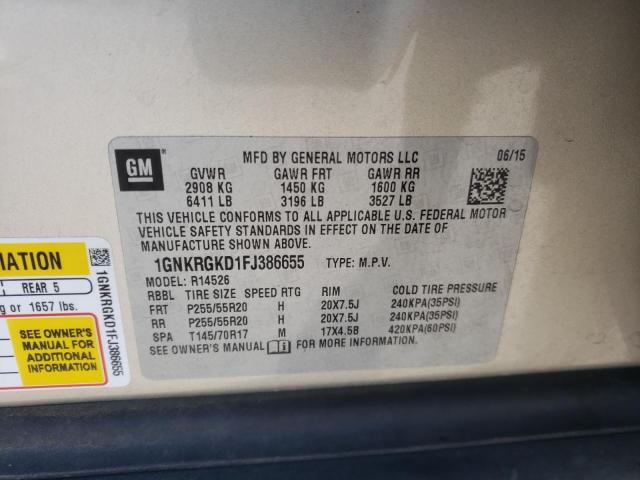 GM
MFD BY GENERAL MOTORS LLC 06/15
GVWR GAWR FRT GAWR RR
2908 KG 1450 KG 1600 KG
6411 LB 3196 LB 3527 LB
THIS VEHICLE CONFORMS TO ALL APPLICABLE U.S. FEDERAL MOTOR
VEHICLE SAFETY STANDARDS IN EFFECT ON THE DATE OF
MANUFACTURE SHOWN ABOVE.
1GNKRGKD1FJ386655 TYPE: M.P.V.
MODEL: R14526
RBBL TIRE SIZE SPEED RTG RIM COLD TIRE PRESSURE
FRT P255/55R20 H 20X7.5J 240KPA(35PSI)
RR P255/55R20 H 20X7.5J 240KPA(35PSI)
SPA T145/70R17 M 17X4.5B 420KPA(60PSI)
SEE OWNER'S MANUAL FOR MORE INFORMATION.
REAR 5
or 1657 lbs.
SEE OWNER'S
MANUAL FOR
ADDITIONAL
INFORMATION
1GNKRGKD1FJ386655